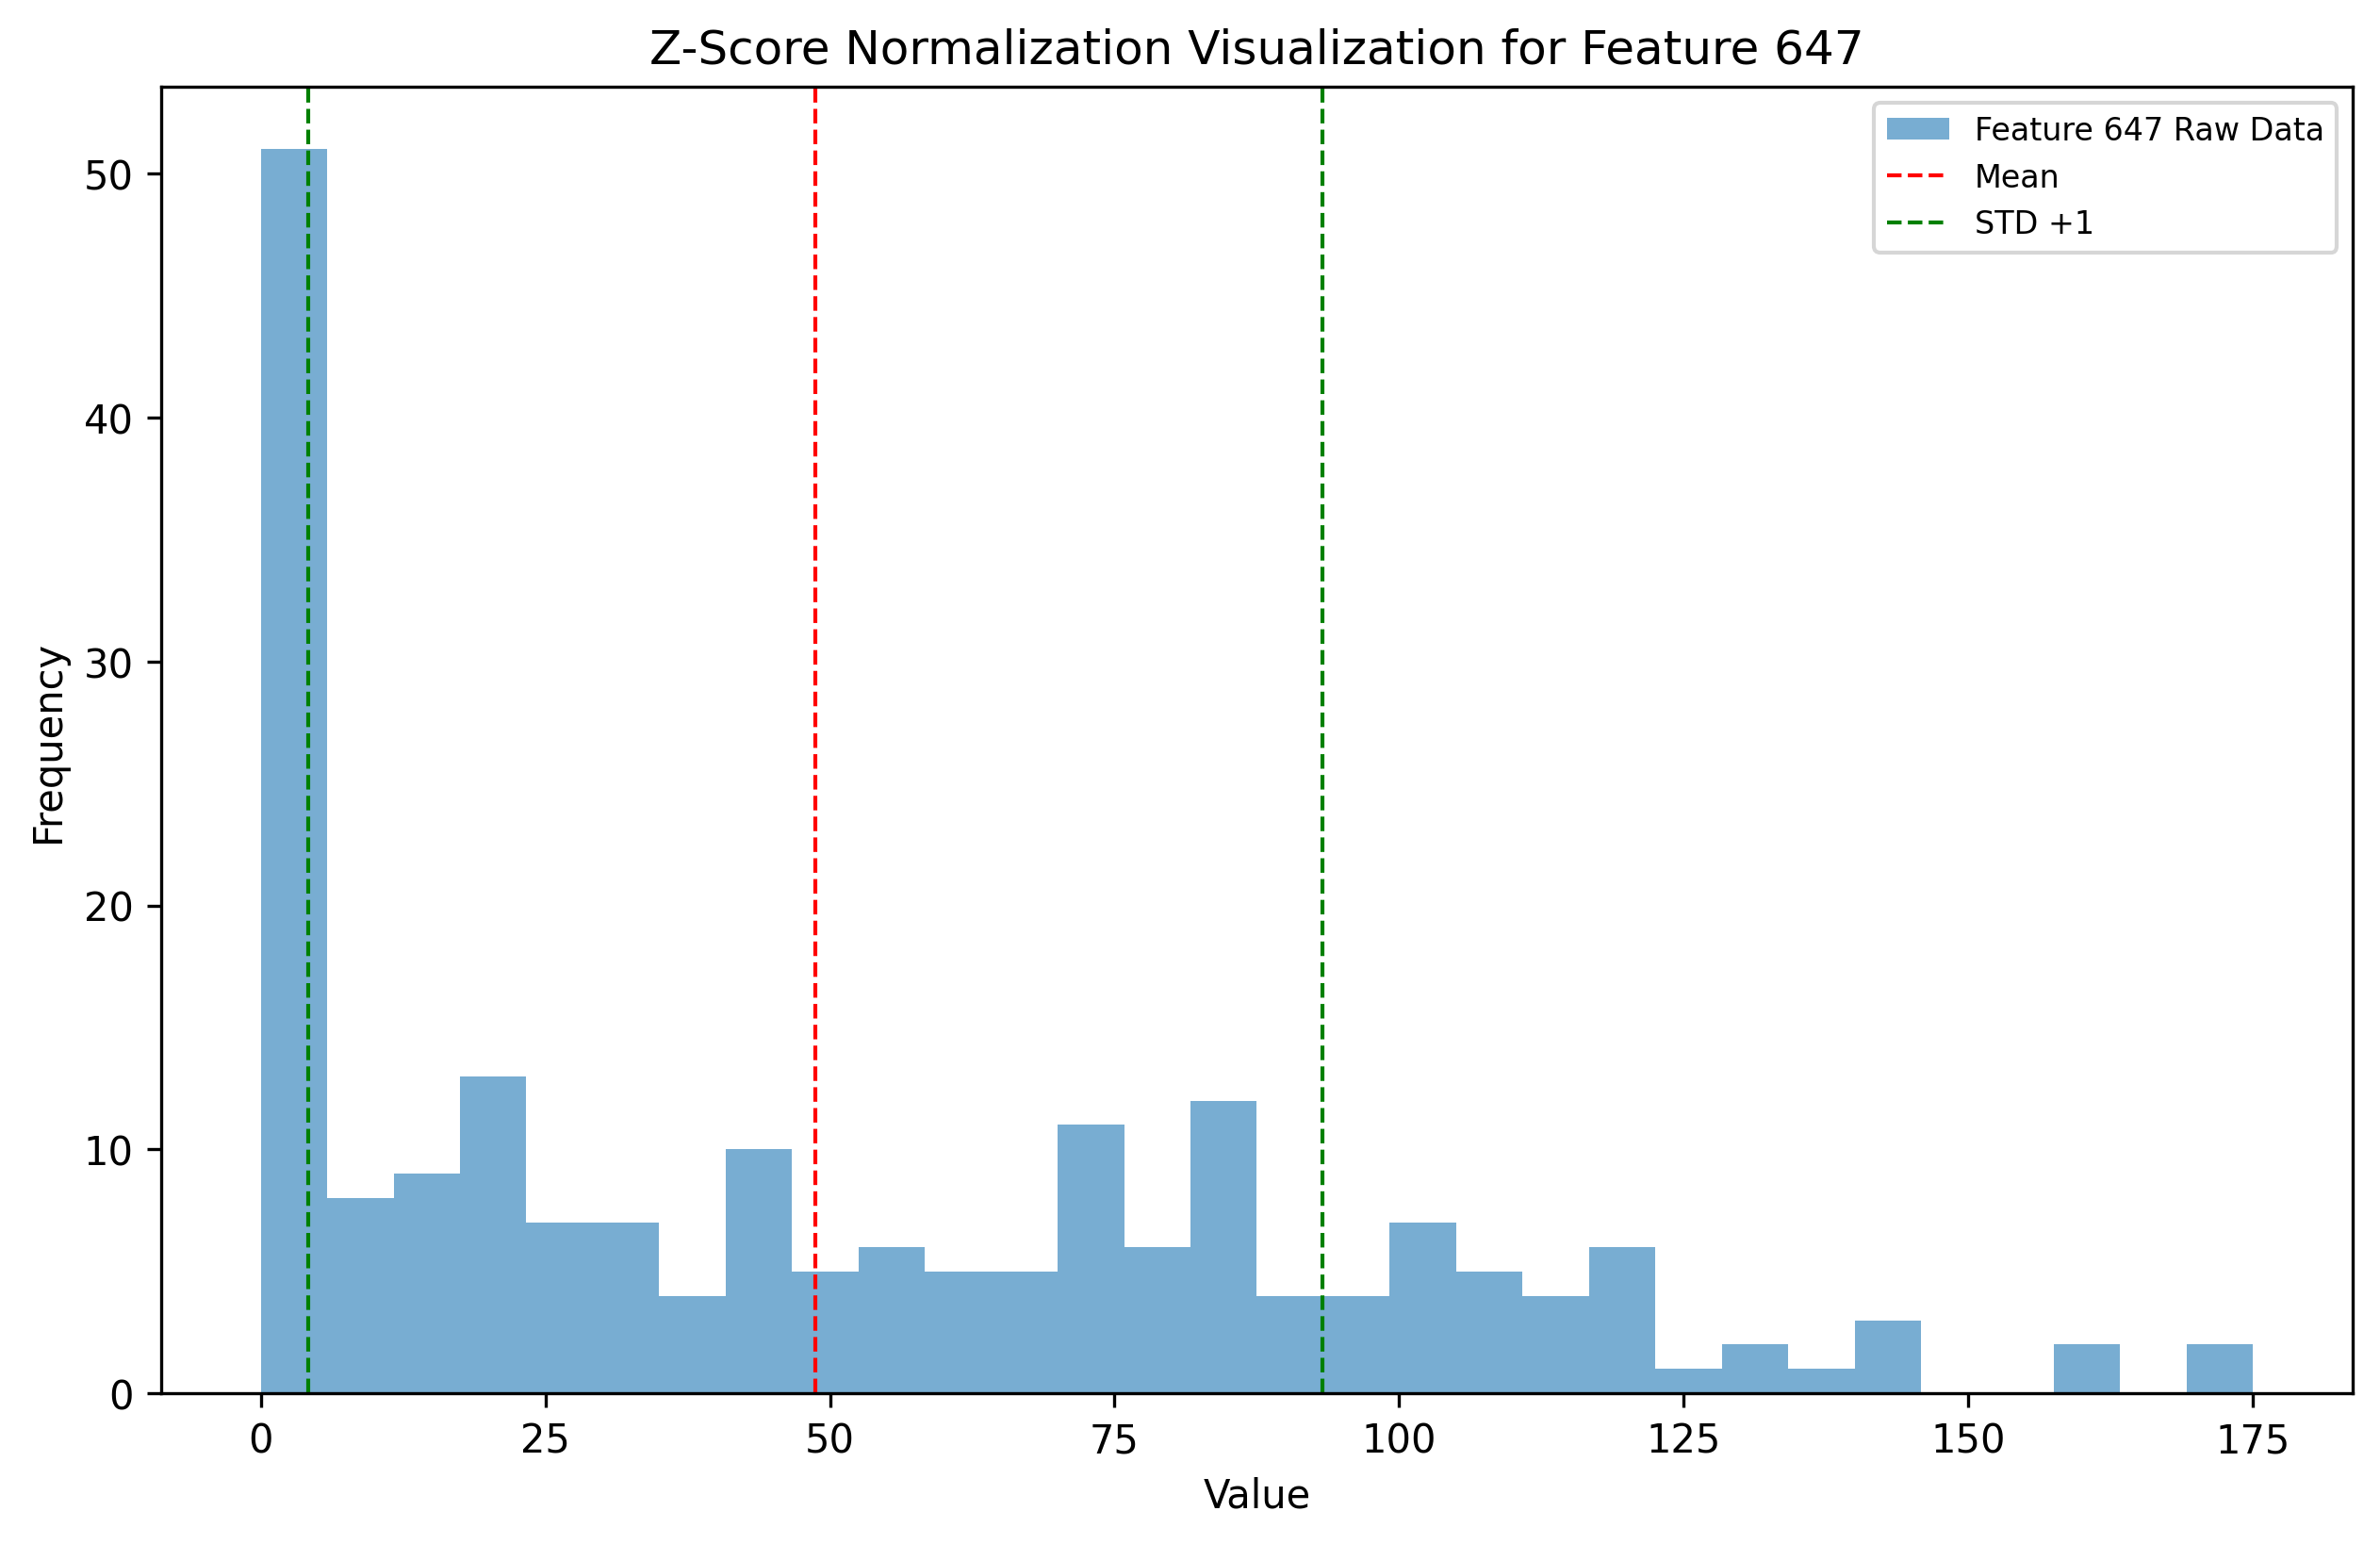 Z-Score Normalization Visualization for Feature 647
Feature 647 Raw Data
Mean
STD +1
50
40
30
20
10
0
Frequency
0 25 50 75 100 125 150 175
Value